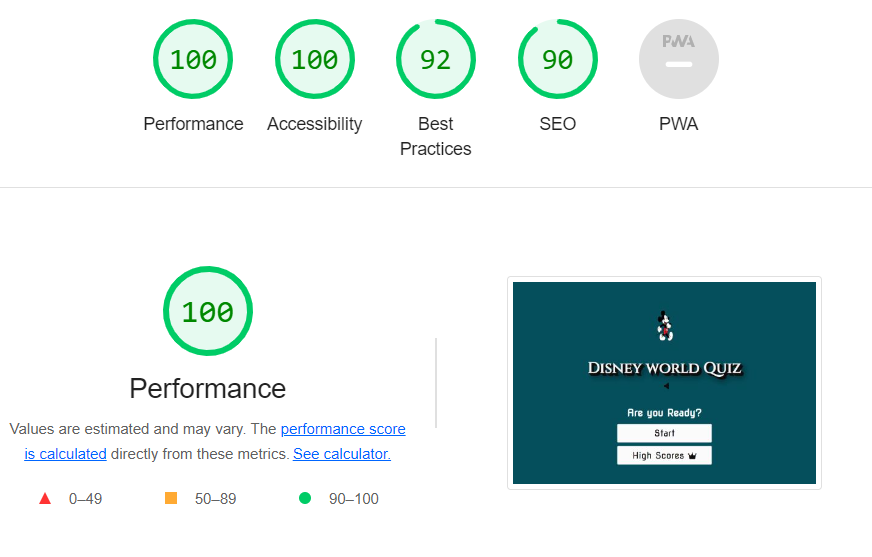 100 100 92 90 PWA
Performance Accessibility Best Practices SEO PWA
100
Performance
Values are estimated and may vary. The performance score
is calculated directly from these metrics. See calculator.
0–49 50–89 90–100
Disney world Quiz
Are you Ready?
Start
High Scores